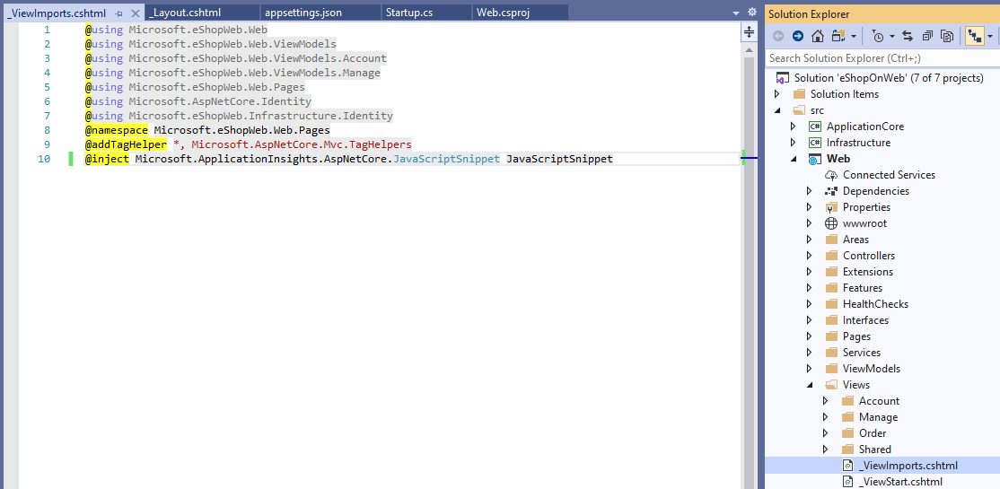 _ViewImports.cshtml
_Layout.cshtml
appsettings.json
Startup.cs
Web.csproj
1 @using Microsoft.eShopWeb.Web
2 @using Microsoft.eShopWeb.Web.ViewModels
3 @using Microsoft.eShopWeb.Web.ViewModels.Account
4 @using Microsoft.eShopWeb.Web.ViewModels.Manage
5 @using Microsoft.eShopWeb.Web.Pages
6 @using Microsoft.AspNetCore.Identity
7 @using Microsoft.eShopWeb.Infrastructure.Identity
8 @namespace Microsoft.eShopWeb.Web.Pages
9 @addTagHelper *, Microsoft.AspNetCore.Mvc.TagHelpers
10 @inject Microsoft.ApplicationInsights.AspNetCore.JavaScriptSnippet JavaScriptSnippet
Solution Explorer
Search Solution Explorer (Ctrl+;)
Solution 'eShopOnWeb' (7 of 7 projects)
Solution Items
src
C# ApplicationCore
C# Infrastructure
Web
Connected Services
Dependencies
Properties
wwwroot
Areas
Controllers
Extensions
Features
HealthChecks
Interfaces
Pages
Services
ViewModels
Views
Account
Manage
Order
Shared
_ViewImports.cshtml
_ViewStart.cshtml